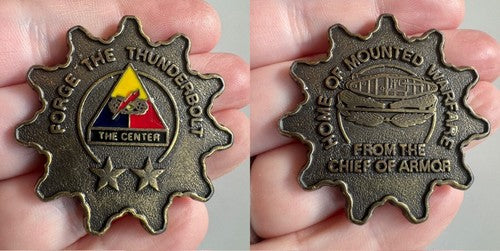 FORGE THE THUNDERBOLT
THE CENTER
HOME OF MOUNTED WARFARE
FROM THE
CHIEF OF ARMOR